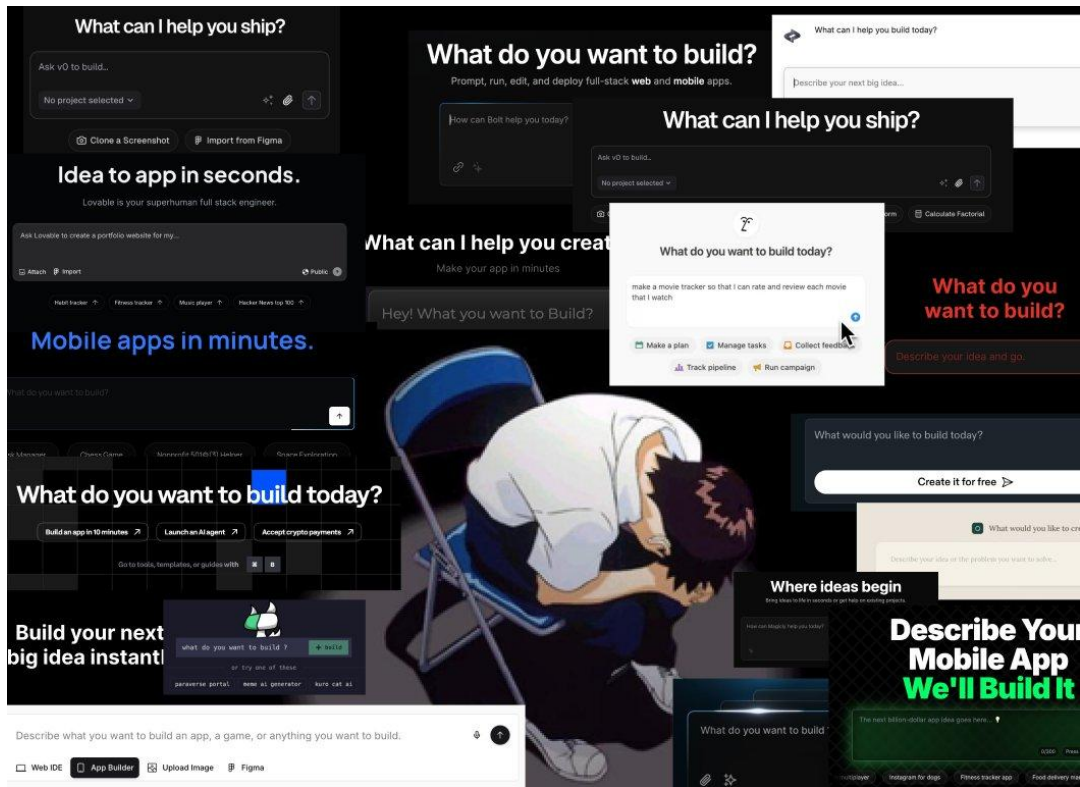 What can I help you ship?
Ask v0 to build...
No project selected
Clone a Screenshot
Import from Figma
What do you want to build?
Prompt, run, edit, and deploy full-stack web and mobile apps.
How can Bolt help you today?
What can I help you build today?
Describe your next big idea...
What can I help you ship?
Ask v0 to build...
No project selected
Calculate Factorial
Idea to app in seconds.
Lovable is your superhuman full stack engineer.
Ask Lovable to create a portfolio website for my...
Attach
Import
Public
Habit tracker
Fitness tracker
Music player
Hacker News top 100
What can I help you creat
Make your app in minutes
Hey! What you want to Build?
What do you want to build today?
make a movie tracker so that I can rate and review each movie
that I watch
Make a plan
Manage tasks
Collect feedback
Track pipeline
Run campaign
What do you
want to build?
Describe your idea and go.
Mobile apps in minutes.
What do you want to build?
Chess Game
Nonprofit 501(c)(3) Helper
Space Exploration
What do you want to build today?
Build an app in 10 minutes
Launch an AI agent
Accept crypto payments
Go to tools, templates, or guides with ⌘ B
What would you like to build today?
Create it for free
What would you like to cre
Describe your idea or the problem you want to solve...
Build your next
big idea instantl
what do you want to build ?
+ build
or try one of these
paraverse portal
meme ai generator
kuro cat ai
Where ideas begin
Bring ideas to life in seconds or get help on existing projects.
How can Magicly help you today?
Describe Your
Mobile App
We'll Build It
The next billion-dollar app idea goes here...
0/300
Press
multiplayer
Instagram for dogs
Fitness tracker app
Food delivery ma
What do you want to build
Describe what you want to build an app, a game, or anything you want to build.
Web IDE
App Builder
Upload Image
Figma